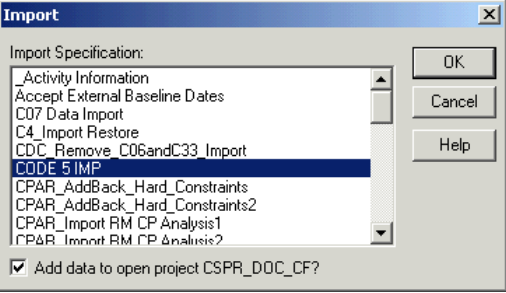 Import
Import Specification:
_Activity Information
Accept External Baseline Dates
C07 Data Import
C4_Import Restore
CDC_Remove_C06andC33_Import
CODE 5 IMP
CPAR_AddBack_Hard_Constraints
CPAR_AddBack_Hard_Constraints2
CPAR_Import RM CP Analysis1
CPAR_Import RM CP Analysis2
OK
Cancel
Help
Add data to open project CSPR_DOC_CF?